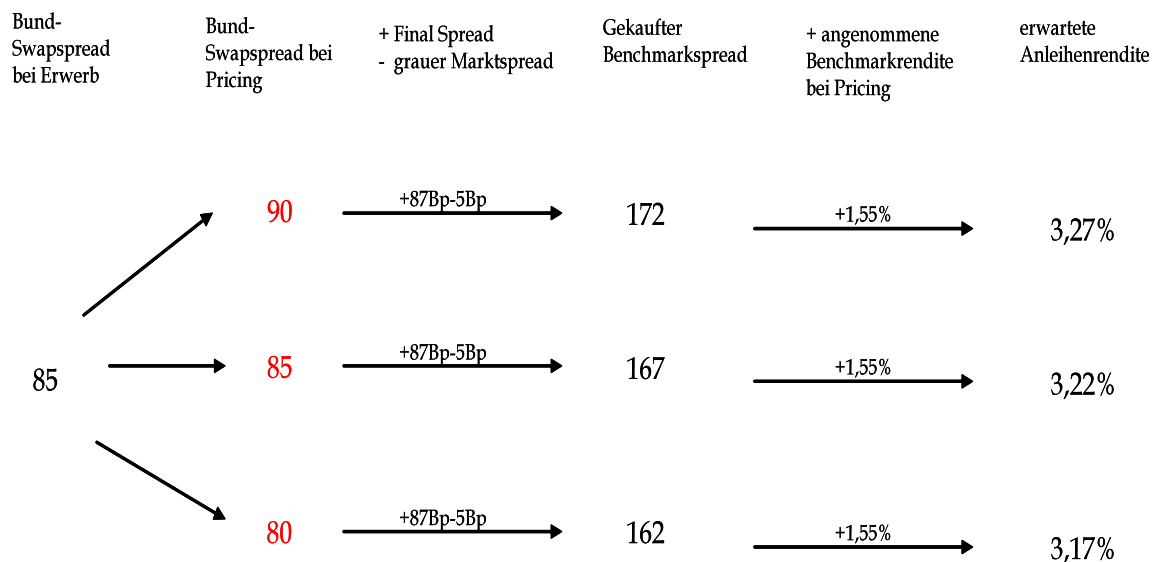 Bund-
Swapspread
bei Erwerb
Bund-
Swapspread bei
Pricing
+ Final Spread
- grauer Marktspread
Gekaufter
Benchmarkspread
+ angenommene
Benchmarkrendite
bei Pricing
erwartete
Anleihenrendite
90
+87Bp-5Bp
172
+1,55%
3,27%
85
85
+87Bp-5Bp
167
+1,55%
3,22%
80
+87Bp-5Bp
162
+1,55%
3,17%